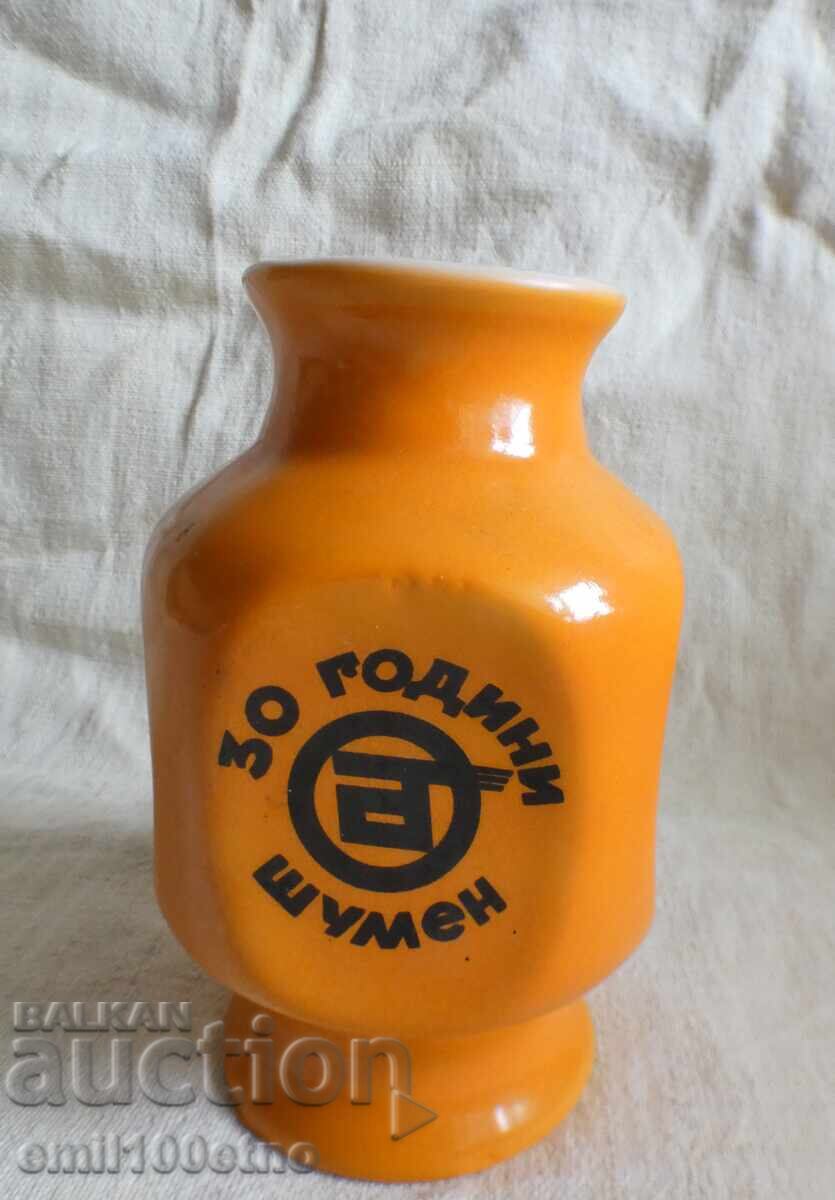 30 години
шумен
BALKAN
auction
emil100etno